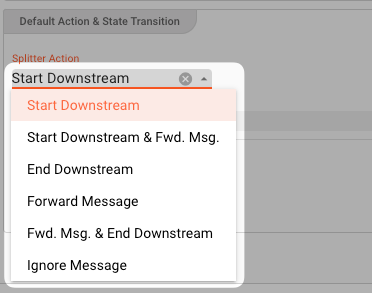 Default Action & State Transition
Splitter Action
Start Downstream
Start Downstream
Start Downstream & Fwd. Msg.
End Downstream
Forward Message
Fwd. Msg. & End Downstream
Ignore Message